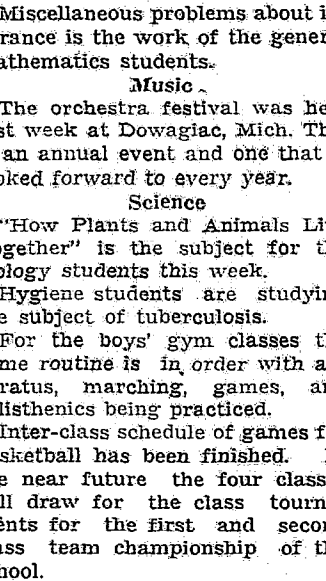 Miscellaneous problems about i
rance is the work of the gener
athematics students.
Music
The orchestra festival was he
st week at Dowagiac, Mich. Th
an annual event and one that
oked forward to every year.
Science
"How Plants and Animals Li
ogether" is the subject for t
ology students this week.
Hygiene students are studyin
e subject of tuberculosis.
For the boys' gym classes t
me routine is in order with a
ratus, marching, games, a
listhenics being practiced.
Inter-class schedule of games f
sketball has been finished.
e near future the four class
ll draw for the class tourn
ents for the first and secon
ass team championship of t
hool.